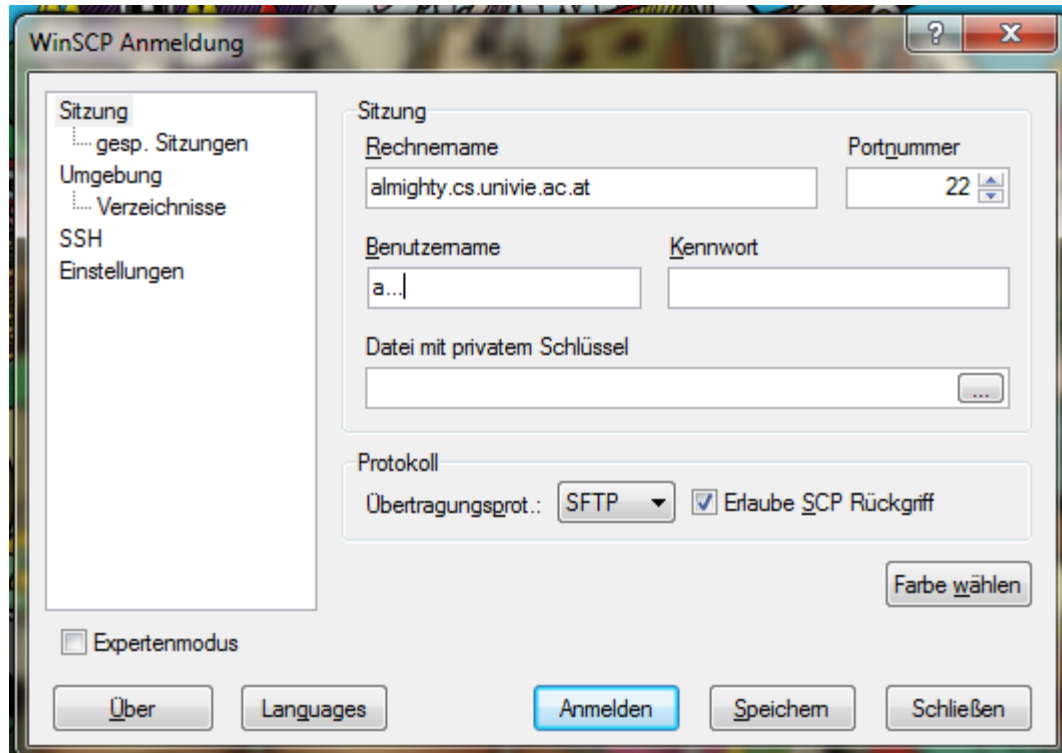 WinSCP Anmeldung
Sitzung
gesp. Sitzungen
Umgebung
Verzeichnisse
SSH
Einstellungen
Sitzung
Rechnername
Portnummer
almighty.cs.univie.ac.at
22
Benutzername
Kennwort
a...
Datei mit privatem Schlüssel
...
Protokoll
Übertragungsprot.: SFTP Erlaube SCP Rückgriff
Farbe wählen
Expertenmodus
Über
Languages
Anmelden
Speichern
Schließen